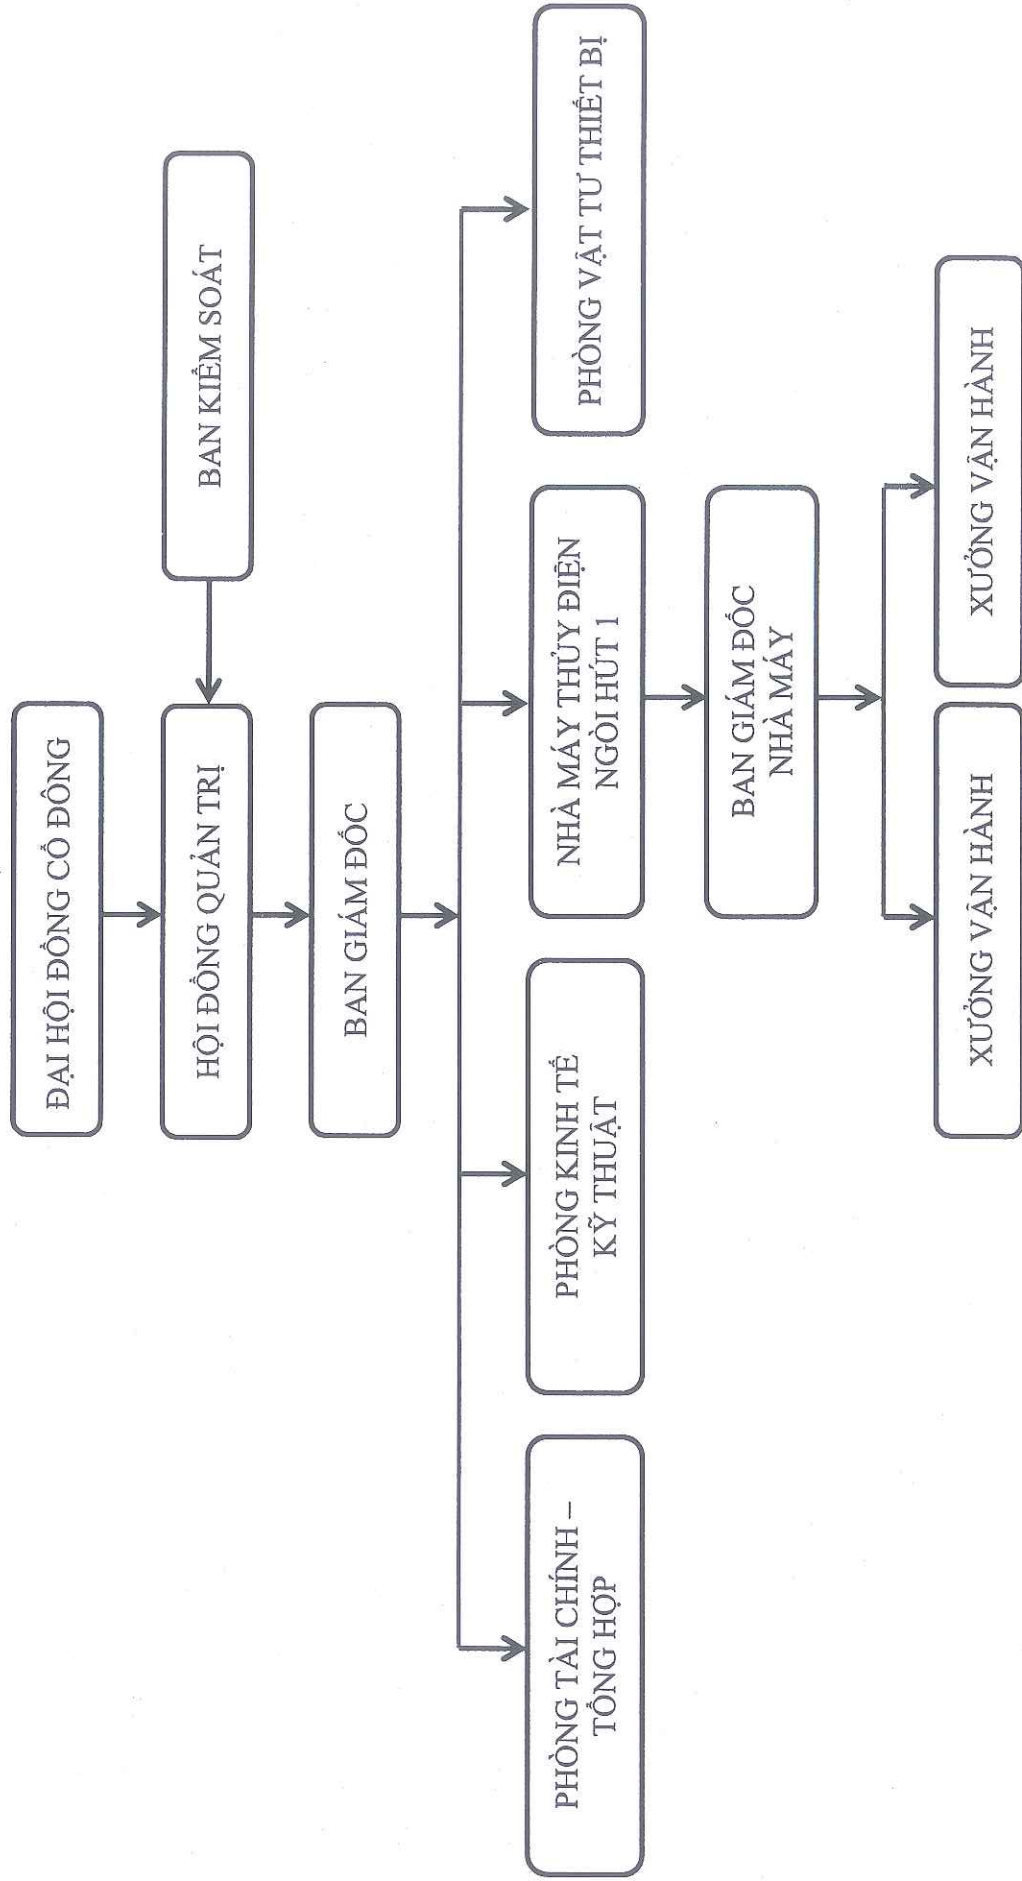 ĐẠI HỘI ĐỒNG CỔ ĐÔNG
HỘI ĐỒNG QUẢN TRỊ
BAN KIỂM SOÁT
BAN GIÁM ĐỐC
PHÒNG TÀI CHÍNH –
TỔNG HỢP
PHÒNG KINH TẾ
KỸ THUẬT
NHÀ MÁY THỦY ĐIỆN
NGÒI HÚT 1
PHÒNG VẬT TƯ THIẾT BỊ
BAN GIÁM ĐỐC
NHÀ MÁY
XƯỞNG VẬN HÀNH
XƯỞNG VẬN HÀNH